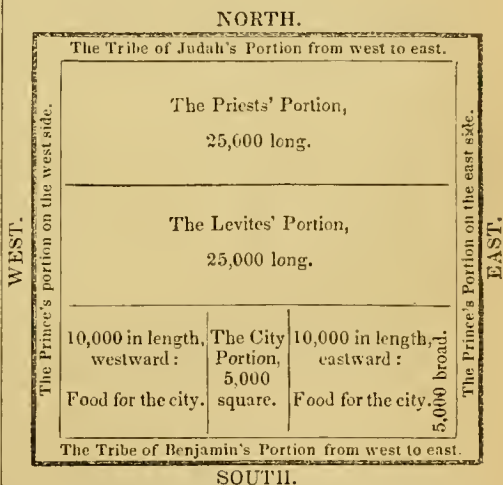 NORTH.
The Tribe of Judah's Portion from west to east.
The Priests' Portion,
25,000 long.
The Levites' Portion,
25,000 long.
10,000 in length,
westward :
Food for the city.
The City
Portion,
5,000
square.
10,000 in length,
eastward :
Food for the city.
5,000 broad.
WEST.
The Prince's portion on the west side.
The Prince's Portion on the east side.
EAST.
The Tribe of Benjamin's Portion from west to east.
SOUTH.